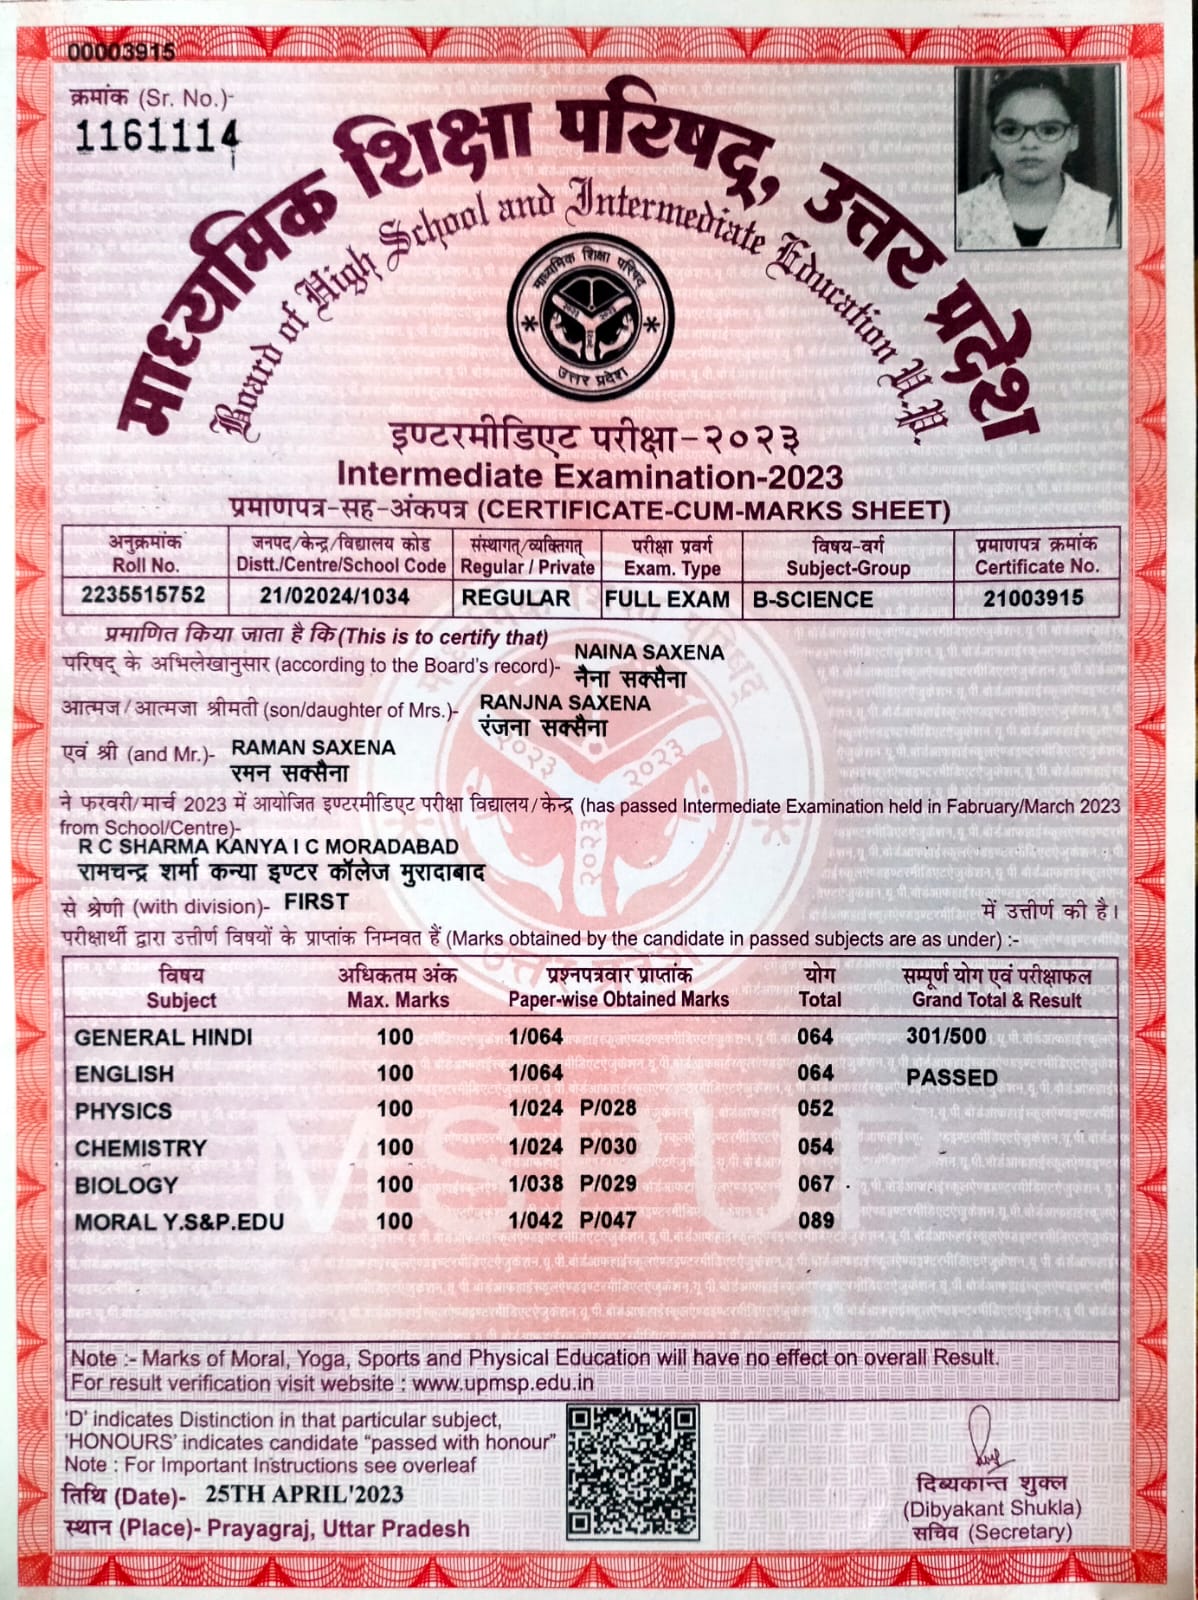 00003915
क्रमांक (Sr. No.)-
1161114
माध्यमिक शिक्षा परिषद्, उत्तर प्रदेश
Board of High School and Intermediate Education U.P.
माध्यमिक शिक्षा परिषद्
उत्तर प्रदेश
इण्टरमीडिएट परीक्षा-२०२३
Intermediate Examination-2023
प्रमाणपत्र-सह-अंकपत्र (CERTIFICATE-CUM-MARKS SHEET)
अनुक्रमांक जनपद/केन्द्र/विद्यालय कोड संस्थागत/व्यक्तिगत परीक्षा प्रवर्ग विषय-वर्ग प्रमाणपत्र क्रमांक
Roll No. Distt./Centre/School Code Regular / Private Exam. Type Subject-Group Certificate No.
2235515752 21/02024/1034 REGULAR FULL EXAM B-SCIENCE 21003915
प्रमाणित किया जाता है कि (This is to certify that)
NAINA SAXENA
परिषद् के अभिलेखानुसार (according to the Board's record)- नैना सक्सैना
RANJNA SAXENA
आत्मज/आत्मजा श्रीमती (son/daughter of Mrs.)- रंजना सक्सैना
एवं श्री (and Mr.)- RAMAN SAXENA
रमन सक्सैना
ने फरवरी/मार्च 2023 में आयोजित इण्टरमीडिएट परीक्षा विद्यालय/केन्द्र (has passed Intermediate Examination held in Fabruary/March 2023
from School/Centre)-
R C SHARMA KANYA I C MORADABAD
रामचन्द्र शर्मा कन्या इण्टर कॉलेज मुरादाबाद
से श्रेणी (with division)- FIRST में उत्तीर्ण की है।
परीक्षार्थी द्वारा उत्तीर्ण विषयों के प्राप्तांक निम्नवत हैं (Marks obtained by the candidate in passed subjects are as under) :-
विषय अधिकतम अंक प्रश्नपत्रवार प्राप्तांक योग सम्पूर्ण योग एवं परीक्षाफल
Subject Max. Marks Paper-wise Obtained Marks Total Grand Total & Result
GENERAL HINDI 100 1/064 064 301/500
ENGLISH 100 1/064 064 PASSED
PHYSICS 100 1/024 P/028 052
CHEMISTRY 100 1/024 P/030 054
BIOLOGY 100 1/038 P/029 067
MORAL Y.S&P.EDU 100 1/042 P/047 089
MSPUP
Note :- Marks of Moral, Yoga, Sports and Physical Education will have no effect on overall Result.
For result verification visit website : www.upmsp.edu.in
'D' indicates Distinction in that particular subject,
'HONOURS' indicates candidate “passed with honour”
Note : For Important Instructions see overleaf
तिथि (Date)- 25TH APRIL'2023
स्थान (Place)- Prayagraj, Uttar Pradesh
दिब्यकान्त शुक्ल
(Dibyakant Shukla)
सचिव (Secretary)